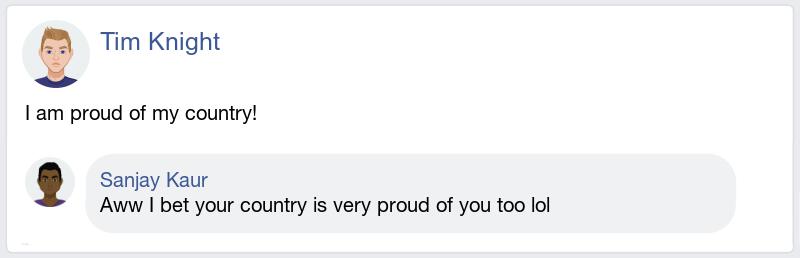 Tim Knight
I am proud of my country!
Sanjay Kaur
Aww I bet your country is very proud of you too lol